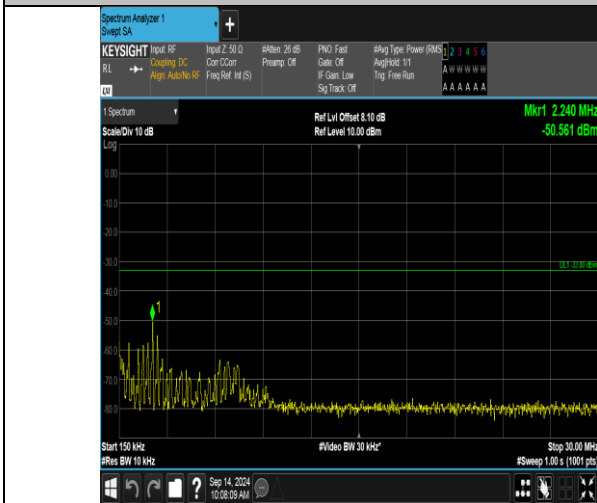 Spectrum Analyzer 1
Swept SA
+
KEYSIGHT
RL
Input: RF
Coupling: DC
Align: Auto/No RF
Input Z: 50 Ω
Corr CCorr
Freq Ref: Int (S)
#Atten: 26 dB
Preamp: Off
PNO: Fast
Gate: Off
IF Gain: Low
Sig Track: Off
#Avg Type: Power (RMS)
Avg|Hold: 1/1
Trig: Free Run
1 2 3 4 5 6
A W W W W W
A A A A A A
1 Spectrum
Scale/Div 10 dB
Ref Lvl Offset 8.10 dB
Ref Level 10.00 dBm
Mkr1 2.240 MHz
-50.561 dBm
Log
0.00
-10.0
-20.0
-30.0
DL1 -33.00 dBm
-40.0
-50.0
1
-60.0
-70.0
-80.0
Start 150 kHz
#Video BW 30 kHz*
Stop 30.00 MHz
#Res BW 10 kHz
#Sweep 1.00 s (1001 pts)
?
Sep 14, 2024
10:08:09 AM